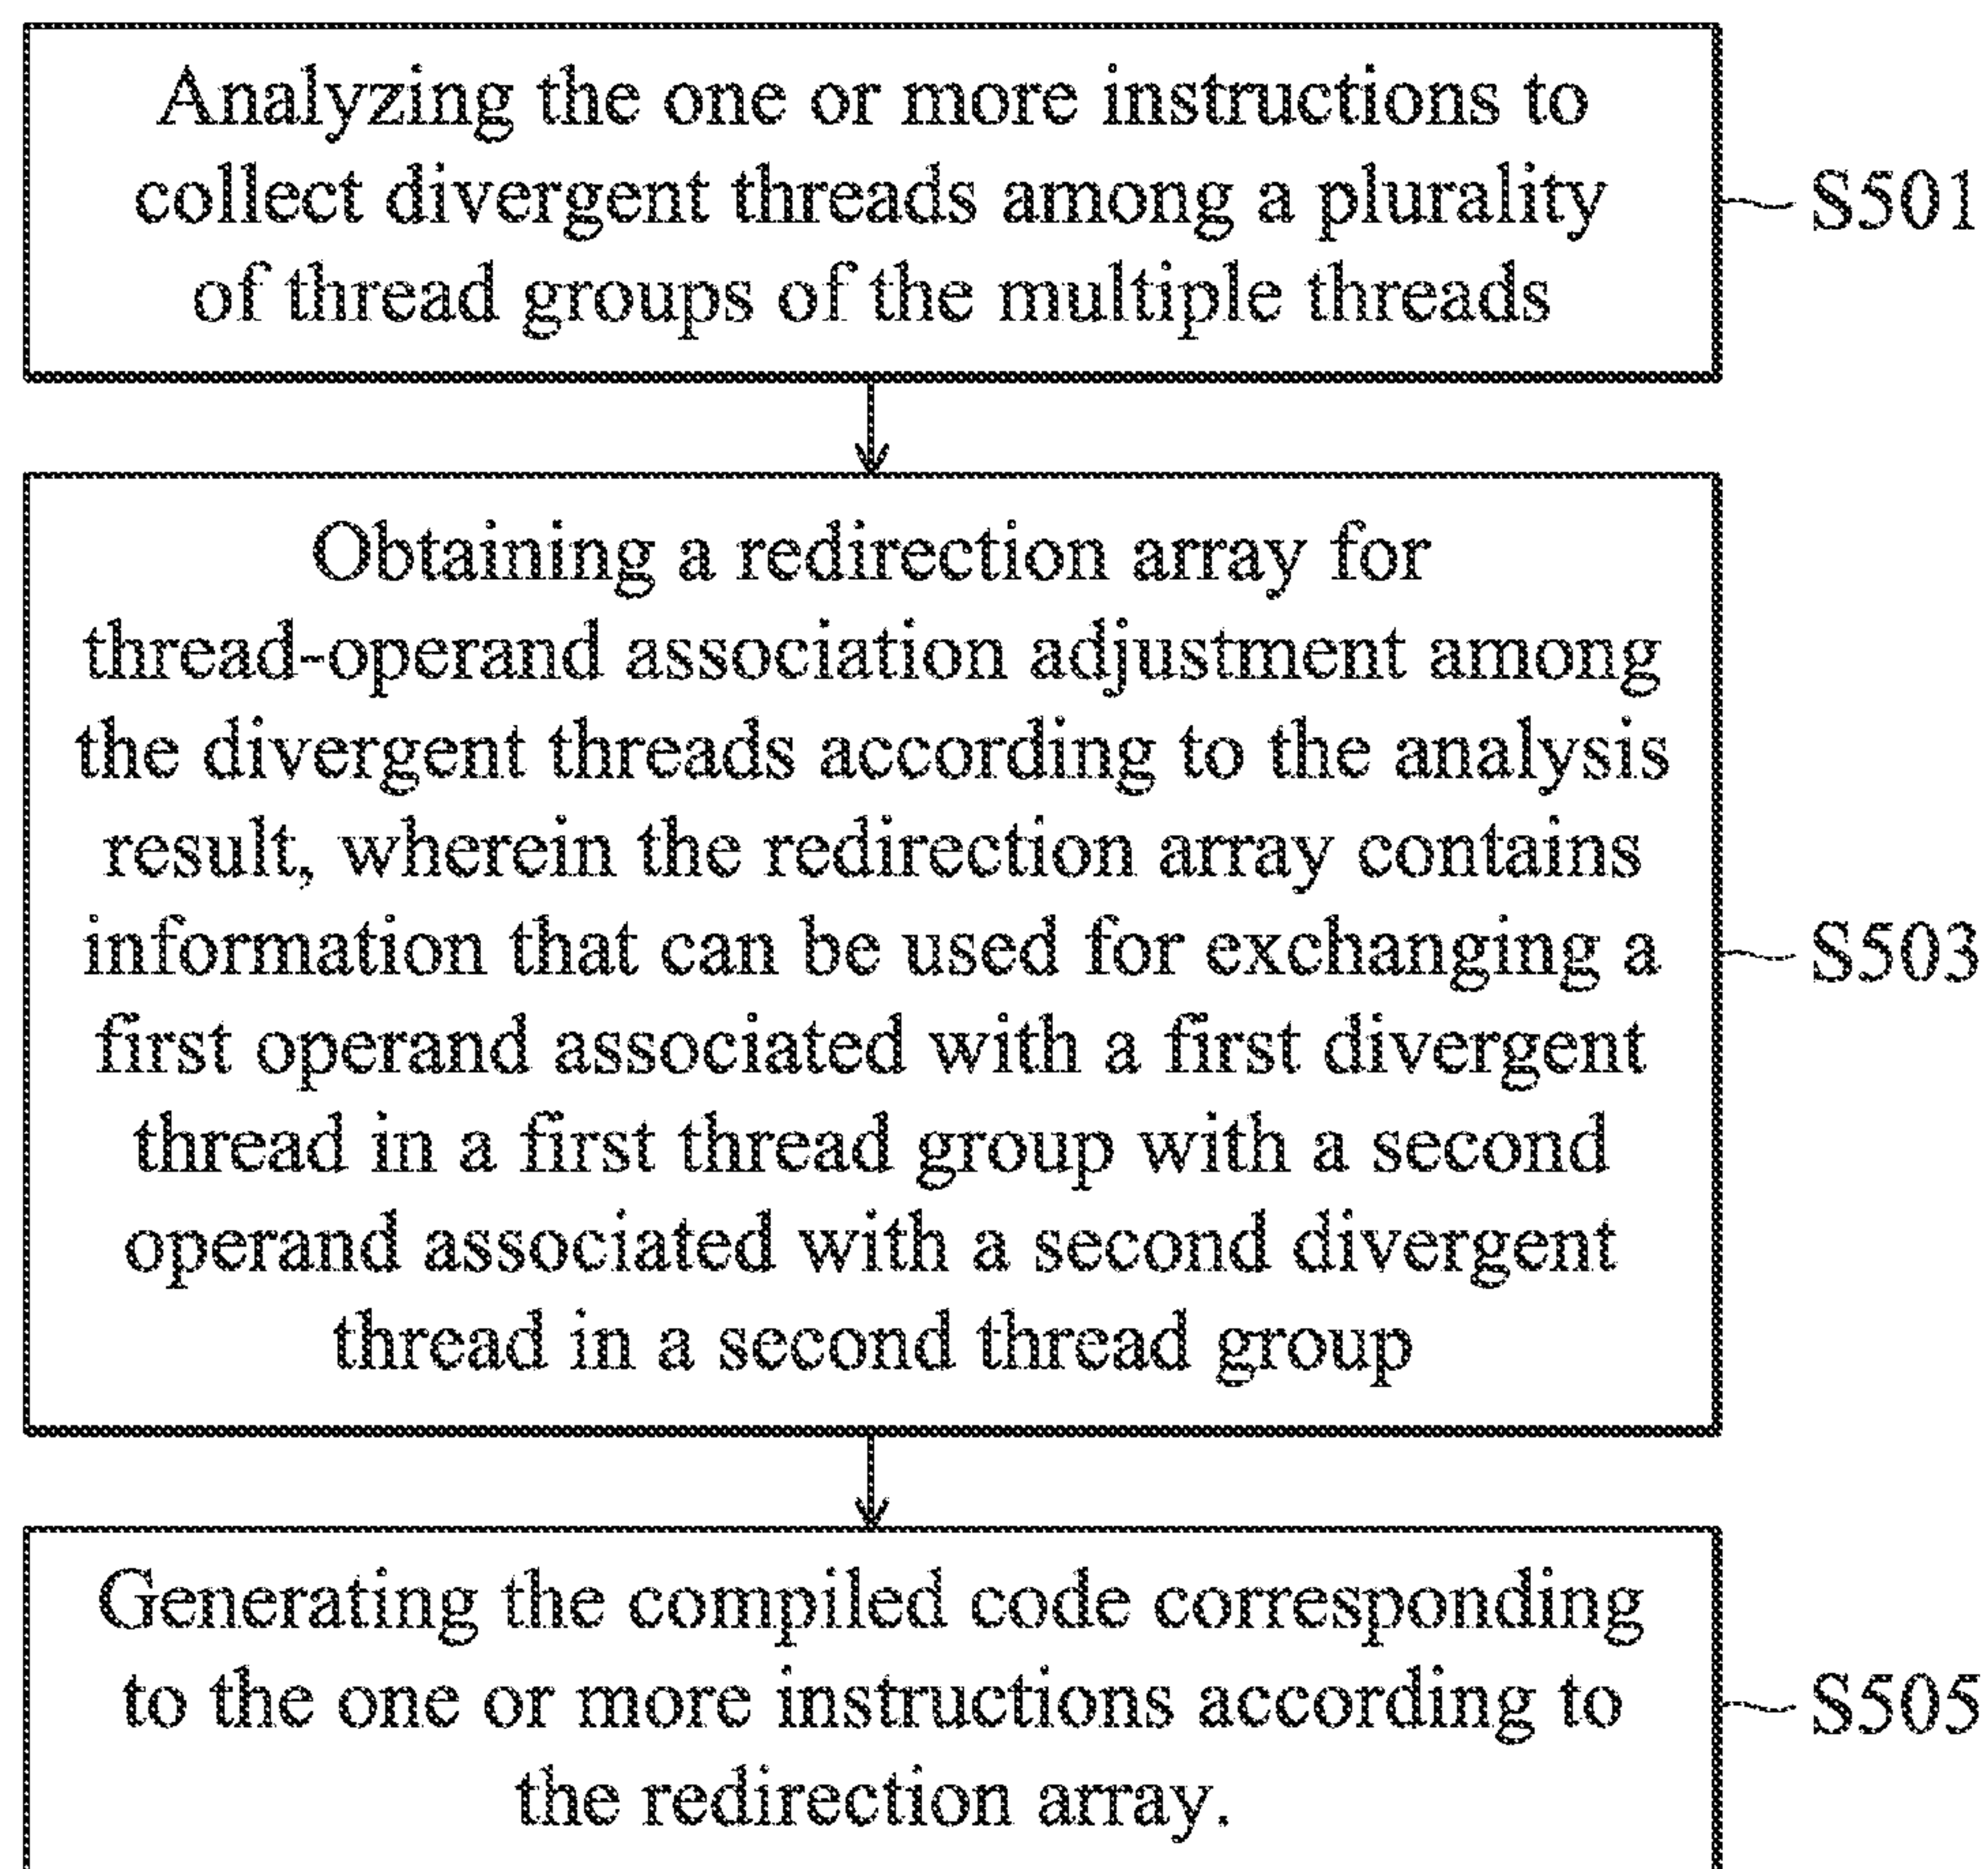 Analyzing the one or more instructions to
collect divergent threads among a plurality
of thread groups of the multiple threads
S501
Obtaining a redirection array for
thread-operand association adjustment among
the divergent threads according to the analysis
result, wherein the redirection array contains
information that can be used for exchanging a
first operand associated with a first divergent
thread in a first thread group with a second
operand associated with a second divergent
thread in a second thread group
S503
Generating the compiled code corresponding
to the one or more instructions according to
the redirection array.
S505